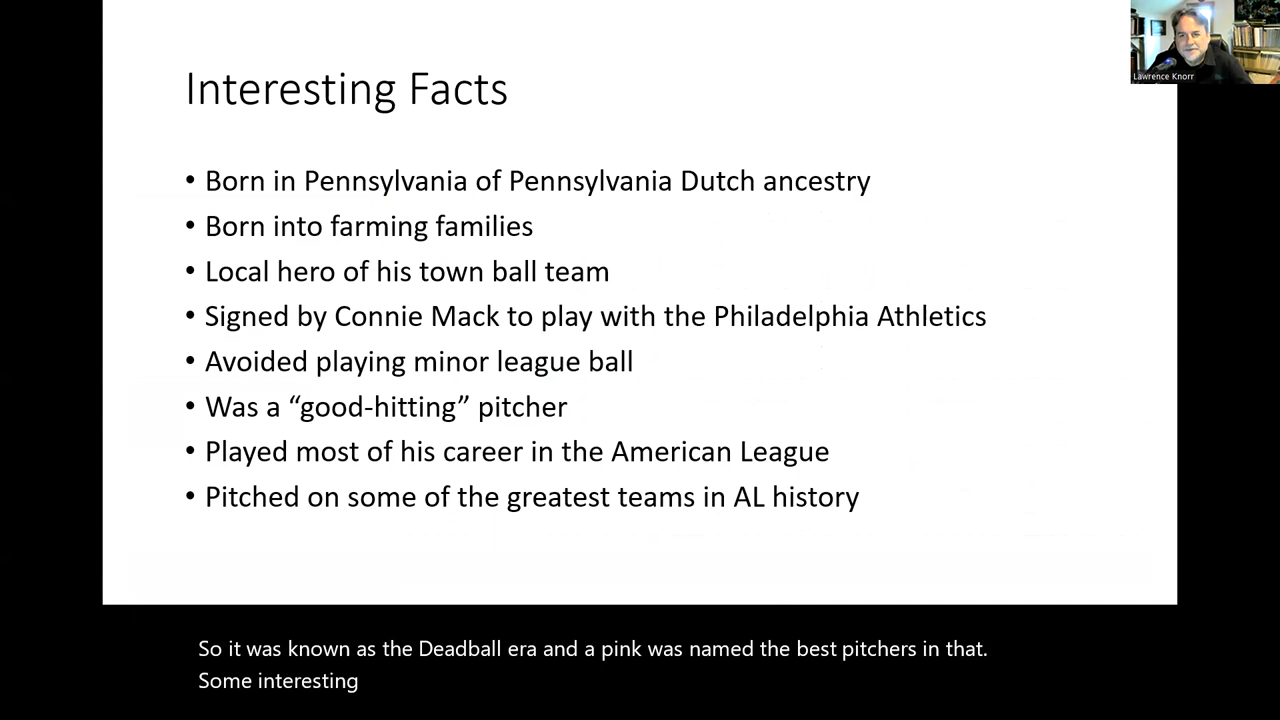 Interesting Facts
• Born in Pennsylvania of Pennsylvania Dutch ancestry
• Born into farming families
• Local hero of his town ball team
• Signed by Connie Mack to play with the Philadelphia Athletics
• Avoided playing minor league ball
• Was a “good-hitting” pitcher
• Played most of his career in the American League
• Pitched on some of the greatest teams in AL history
Lawrence Knorr
So it was known as the Deadball era and a pink was named the best pitchers in that.
Some interesting